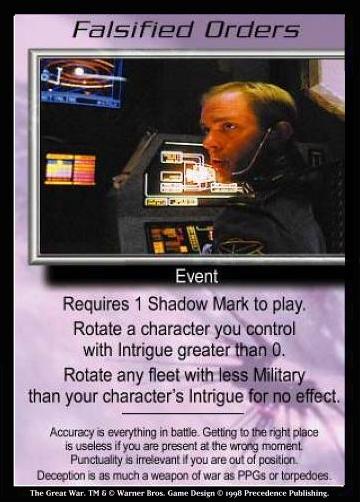 Falsified Orders
Event
Requires 1 Shadow Mark to play.
Rotate a character you control
with Intrigue greater than 0.
Rotate any fleet with less Military
than your character's Intrigue for no effect.
Accuracy is everything in battle. Getting to the right place
is useless if you are present at the wrong moment.
Punctuality is irrelevant if you are out of position.
Deception is as much a weapon of war as PPGs or torpedoes.
The Great War. TM & © Warner Bros. Game Design © 1998 Precedence Publishing.